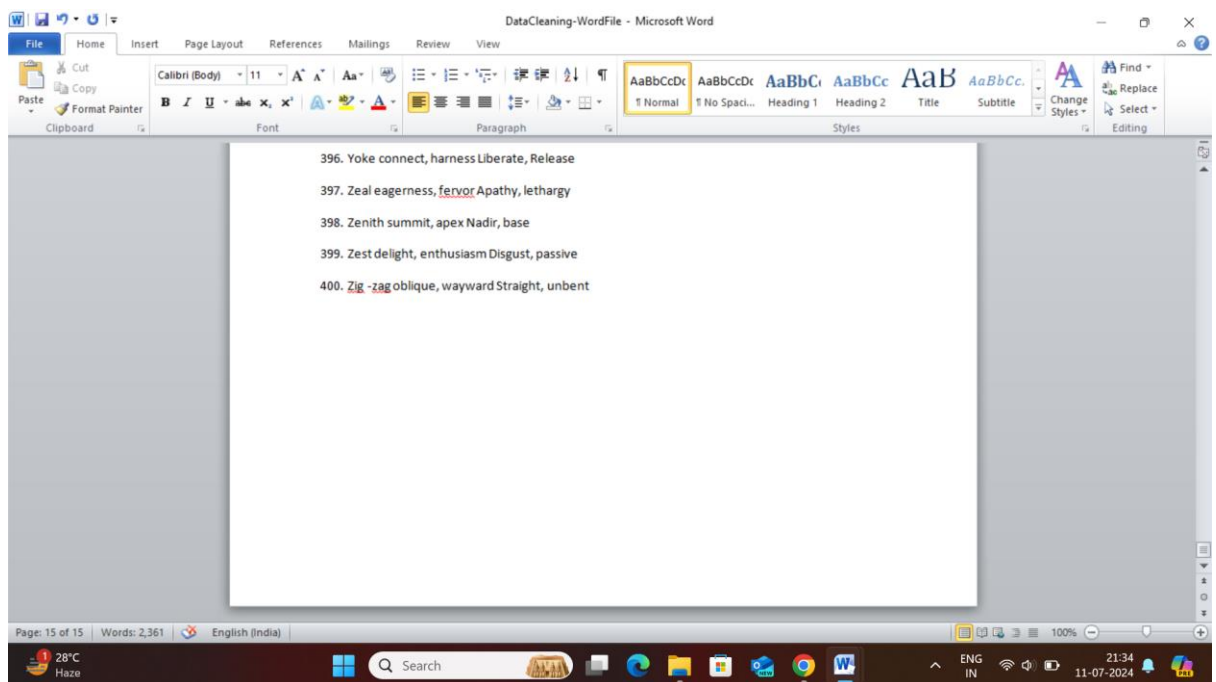 DataCleaning-WordFile - Microsoft Word
File Home Insert Page Layout References Mailings Review View
Paste
Cut
Copy
Format Painter
Clipboard
Calibri (Body) 11
Font
Paragraph
AaBbCcDc AaBbCcDc AaBbC AaBbCc AaB AaBbCc.
¶ Normal ¶ No Spaci... Heading 1 Heading 2 Title Subtitle
Change Styles
Styles
Find
Replace
Select
Editing
396. Yoke connect, harness Liberate, Release
397. Zeal eagerness, fervor Apathy, lethargy
398. Zenith summit, apex Nadir, base
399. Zest delight, enthusiasm Disgust, passive
400. Zig -zag oblique, wayward Straight, unbent
Page: 15 of 15 Words: 2,361 English (India) 100%
28°C
Haze
Search
ENG
IN
21:34
11-07-2024